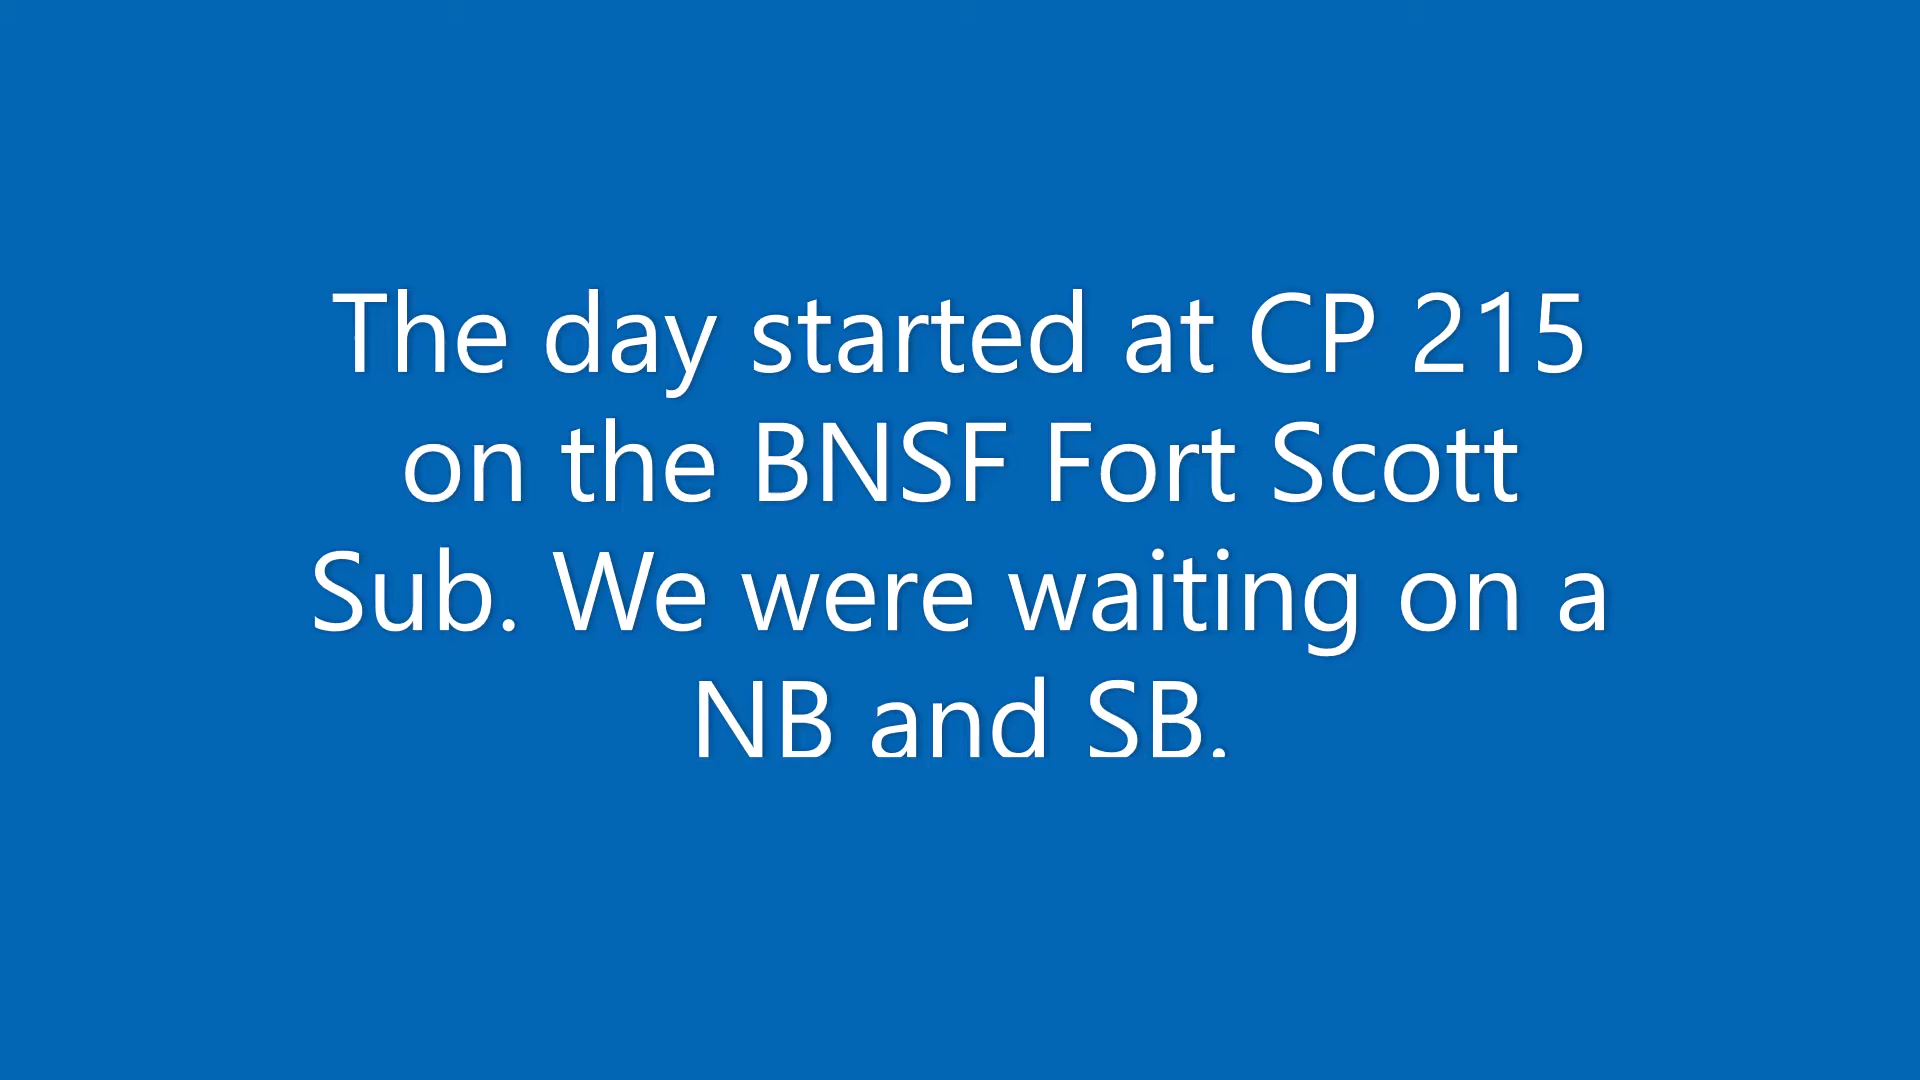 The day started at CP 215
on the BNSF Fort Scott
Sub. We were waiting on a
NB and SB.